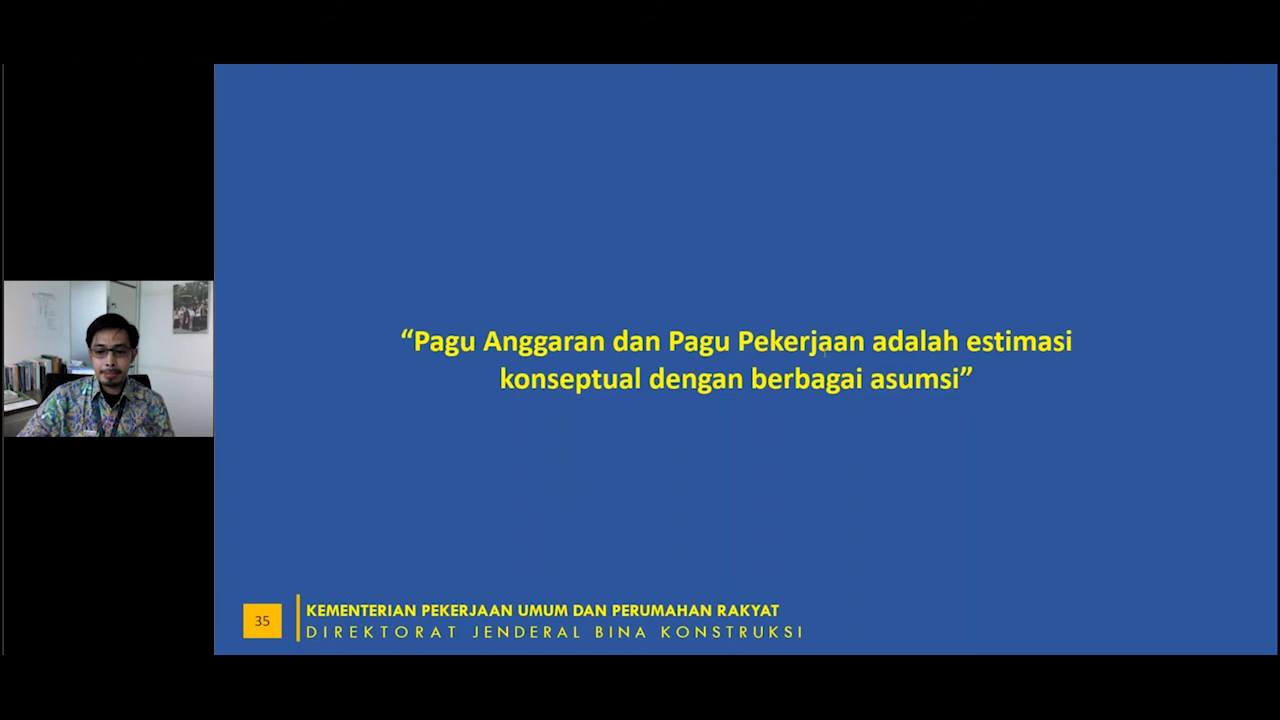 “Pagu Anggaran dan Pagu Pekerjaan adalah estimasi
konseptual dengan berbagai asumsi”
35
KEMENTERIAN PEKERJAAN UMUM DAN PERUMAHAN RAKYAT
DIREKTORAT JENDERAL BINA KONSTRUKSI